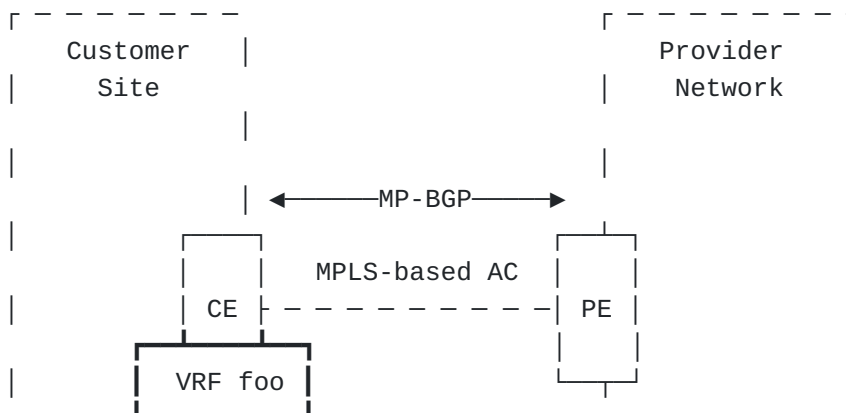 Customer Provider
Site Network
MP-BGP
MPLS-based AC
CE PE
VRF foo